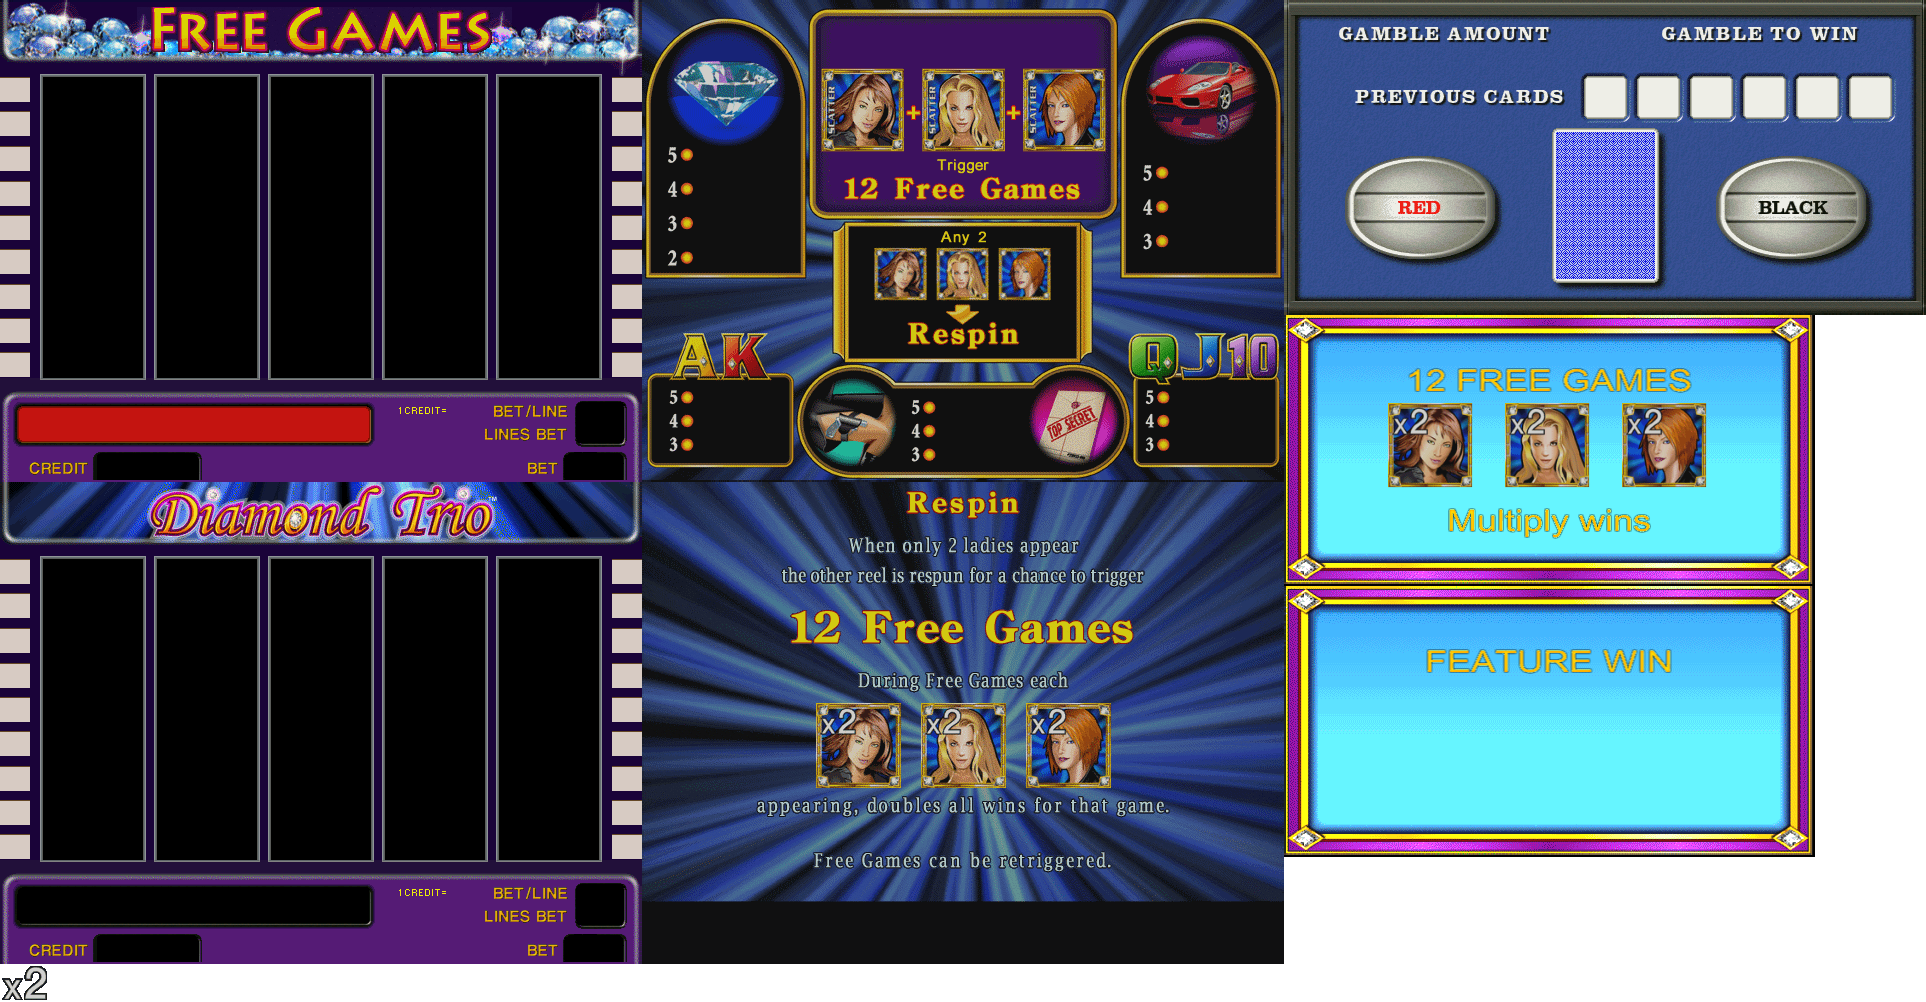 FREE GAMES
1 CREDIT=
BET/LINE
LINES BET
CREDIT
BET
Diamond Trio™
1 CREDIT=
BET/LINE
LINES BET
CREDIT
BET
x2
5
4
3
2
SCATTER
+
SCATTER
+
SCATTER
Trigger
12 Free Games
5
4
3
Any 2
Respin
A K
5
4
3
5
4
3
TOP SECRET
Q J 10
5
4
3
Respin
When only 2 ladies appear
the other reel is respun for a chance to trigger
12 Free Games
During Free Games each
x2 x2 x2
appearing, doubles all wins for that game.
Free Games can be retriggered.
GAMBLE AMOUNT
GAMBLE TO WIN
PREVIOUS CARDS
RED
BLACK
12 FREE GAMES
x2 x2 x2
Multiply wins
FEATURE WIN